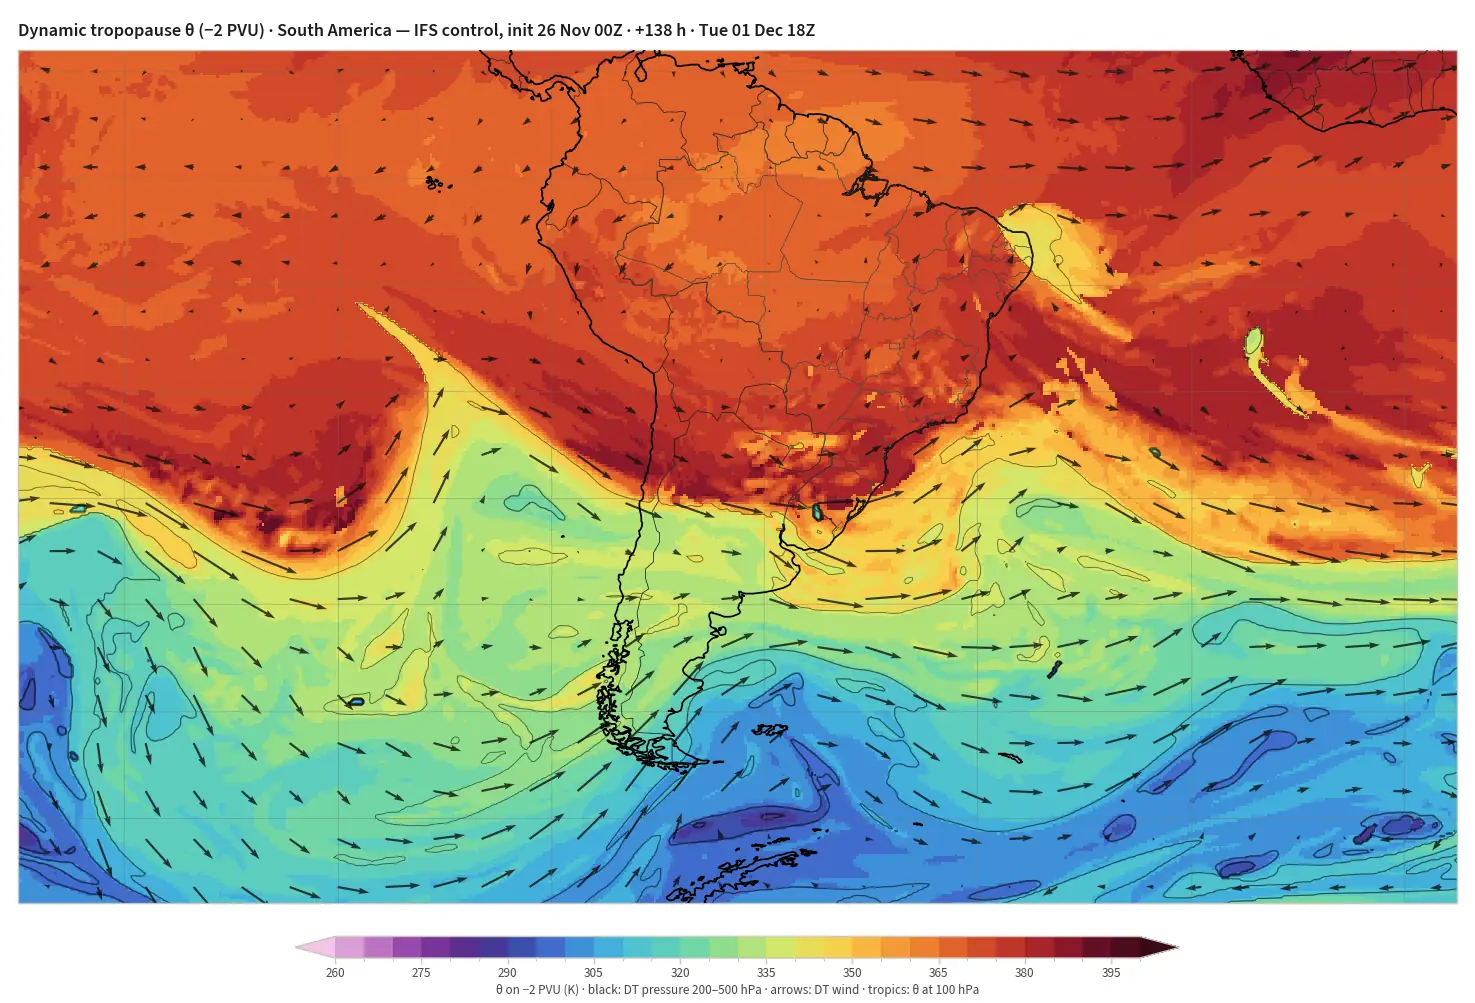 Dynamic tropopause θ (−2 PVU) · South America — IFS control, init 26 Nov 00Z · +138 h · Tue 01 Dec 18Z
260 275 290 305 320 335 350 365 380 395
θ on −2 PVU (K) · black: DT pressure 200–500 hPa · arrows: DT wind · tropics: θ at 100 hPa